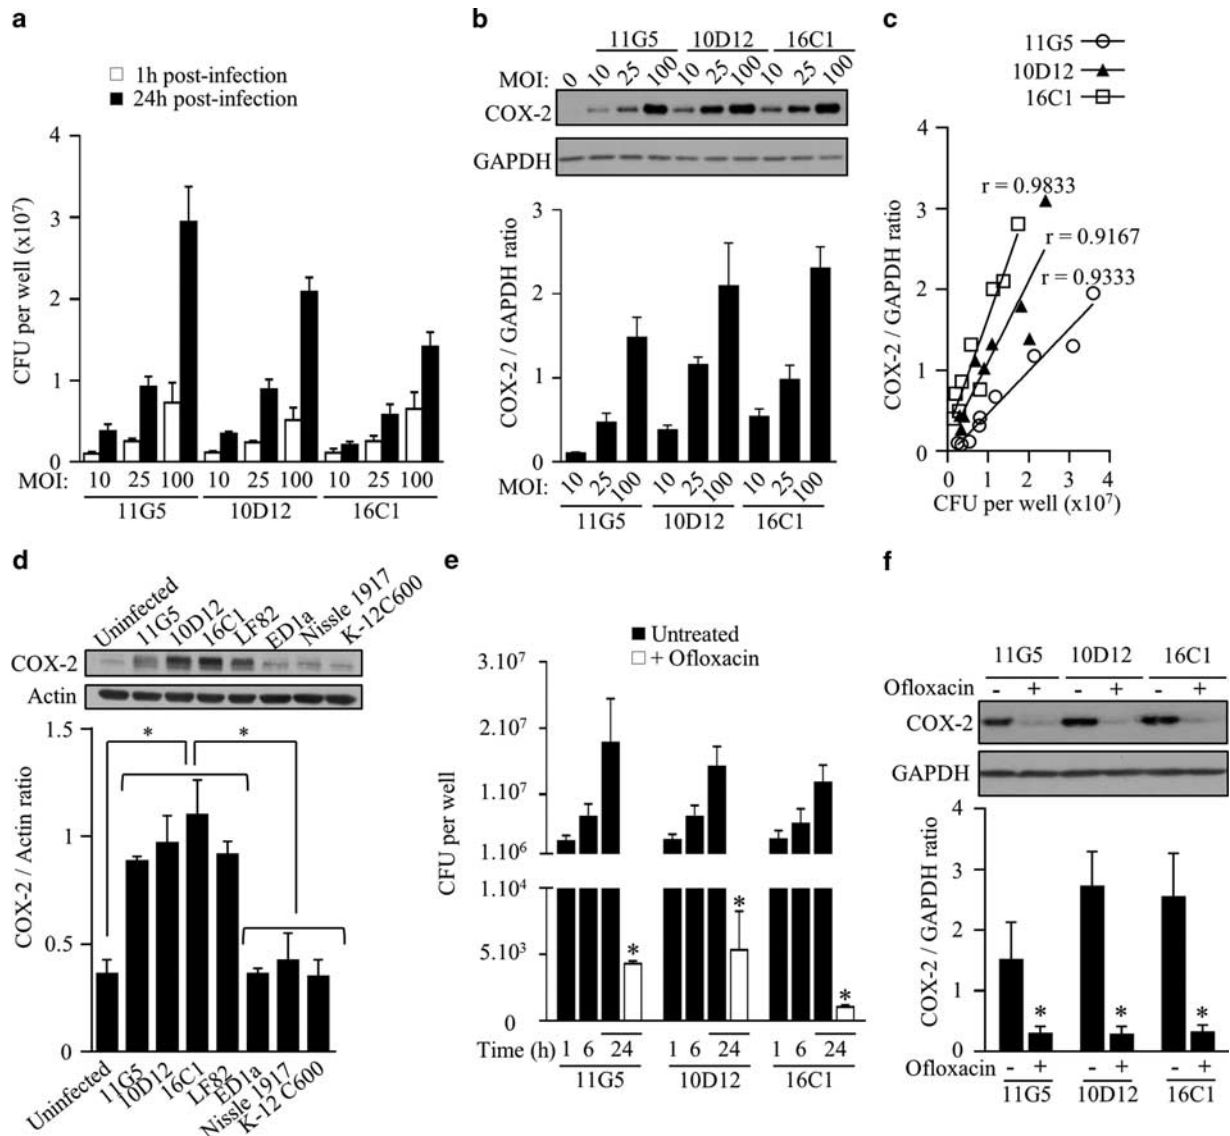 a
1h post-infection
24h post-infection
CFU per well (x10⁷)
4
3
2
1
0
MOI: 10 25 100 10 25 100 10 25 100
11G5 10D12 16C1
b
11G5 10D12 16C1
MOI: 0 10 25 100 10 25 100 10 25 100
COX-2
GAPDH
COX-2 / GAPDH ratio
3
2
1
0
MOI: 10 25 100 10 25 100 10 25 100
11G5 10D12 16C1
c
11G5
10D12
16C1
COX-2 / GAPDH ratio
4
3
2
1
0
r = 0.9833
r = 0.9167
r = 0.9333
0 1 2 3 4
CFU per well (x10⁷)
d
Uninfected 11G5 10D12 16C1 LF82 ED1a Nissle 1917 K-12C600
COX-2
Actin
COX-2 / Actin ratio
1.5
1
0.5
0
* *
Uninfected 11G5 10D12 16C1 LF82 ED1a Nissle 1917 K-12 C600
e
Untreated
+ Ofloxacin
CFU per well
3.10⁷
2.10⁷
1.10⁷
1.10⁶
1.10⁴
5.10³
0
* * *
Time (h) 1 6 24 1 6 24 1 6 24
11G5 10D12 16C1
f
11G5 10D12 16C1
Ofloxacin - + - + - +
COX-2
GAPDH
COX-2 / GAPDH ratio
4
3
2
1
0
* * *
Ofloxacin - + - + - +
11G5 10D12 16C1